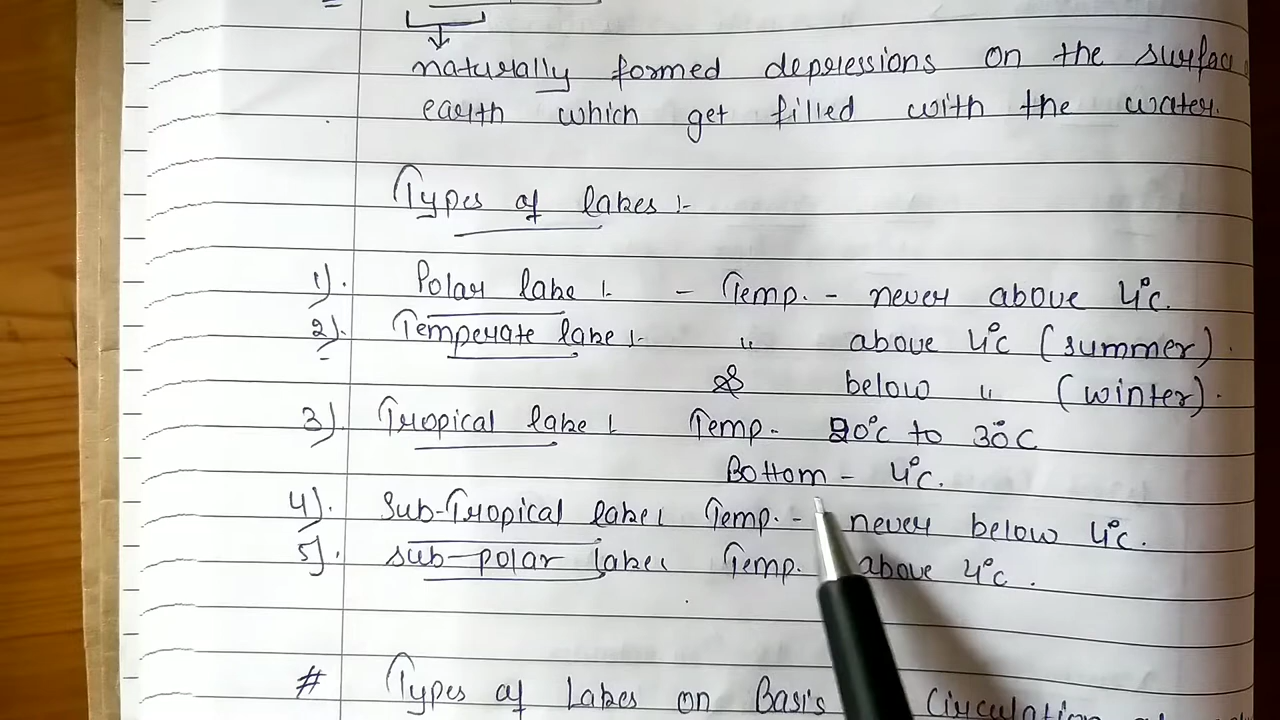 naturally formed depressions on the surface
earth which get filled with the water.
Types of lakes :-
1). Polar lake :- - Temp. - never above 4°c.
2). Temperate lake :- " above 4°c (summer).
& below " (winter).
3). Tropical lake :- Temp. 20°c to 30°C
Bottom - 4°c.
4). Sub-Tropical lake :- Temp. - never below 4°c.
5). sub-polar lake :- Temp. above 4°c.
# Types of Lakes on Basis Circulation